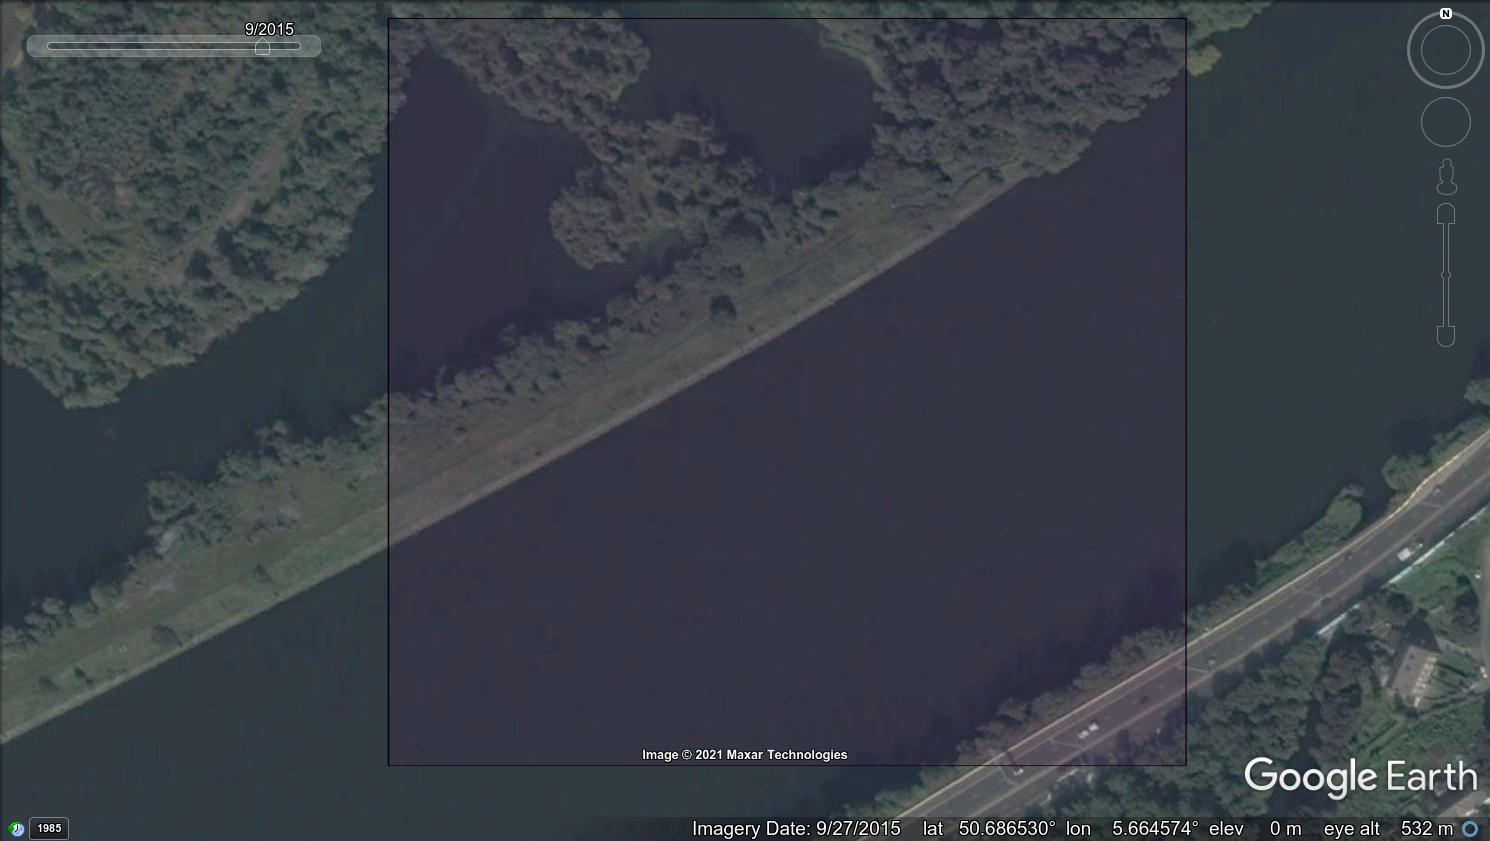 9/2015
N
Image © 2021 Maxar Technologies
Google Earth
1985
Imagery Date: 9/27/2015 lat 50.686530° lon 5.664574° elev 0 m eye alt 532 m